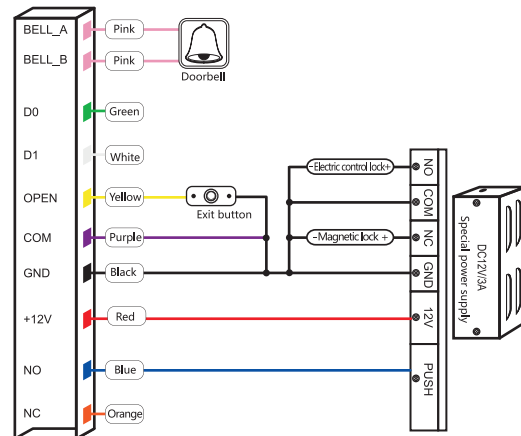 BELL_A Pink
BELL_B Pink
Doorbell
D0 Green
D1 White
OPEN Yellow
Exit button
COM Purple
GND Black
+12V Red
NO Blue
NC Orange
-Electric control lock+
-Magnetic lock +
NO
COM
NC
GND
12V
PUSH
DC12V/3A
Special power supply